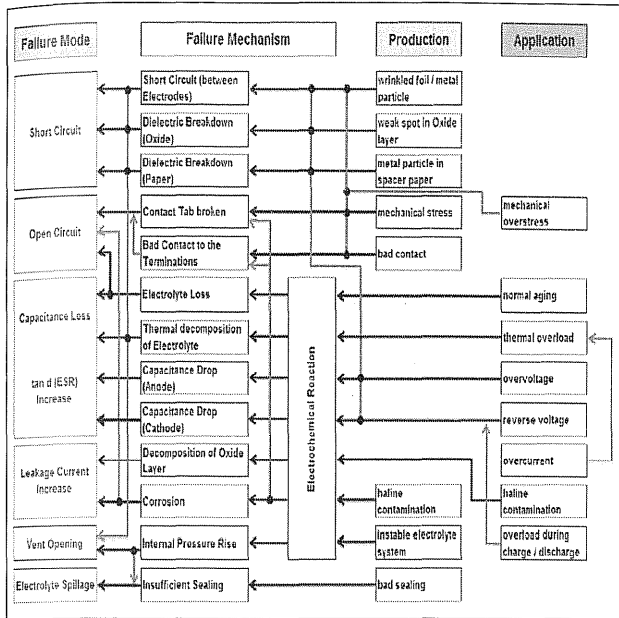 Failure Mode
Failure Mechanism
Production
Application
Short Circuit
Open Circuit
Capacitance Loss
tan d (ESR)
Increase
Leakage Current
Increase
Vent Opening
Electrolyte Spillage
Short Circuit (between
Electrodes)
Dielectric Breakdown
(Oxide)
Dielectric Breakdown
(Paper)
Contact Tab broken
Bad Contact to the
Terminations
Electrolyte Loss
Thermal decomposition
of Electrolyte
Capacitance Drop
(Anode)
Capacitance Drop
(Cathode)
Decomposition of Oxide
Layer
Corrosion
Internal Pressure Rise
Insufficient Sealing
Electrochemical Reaction
wrinkled foil / metal
particle
weak spot in Oxide
layer
metal particle in
spacer paper
mechanical stress
bad contact
haline
contamination
instable electrolyte
system
bad sealing
mechanical
overstress
normal aging
thermal overload
overvoltage
reverse voltage
overcurrent
haline
contamination
overload during
charge / discharge